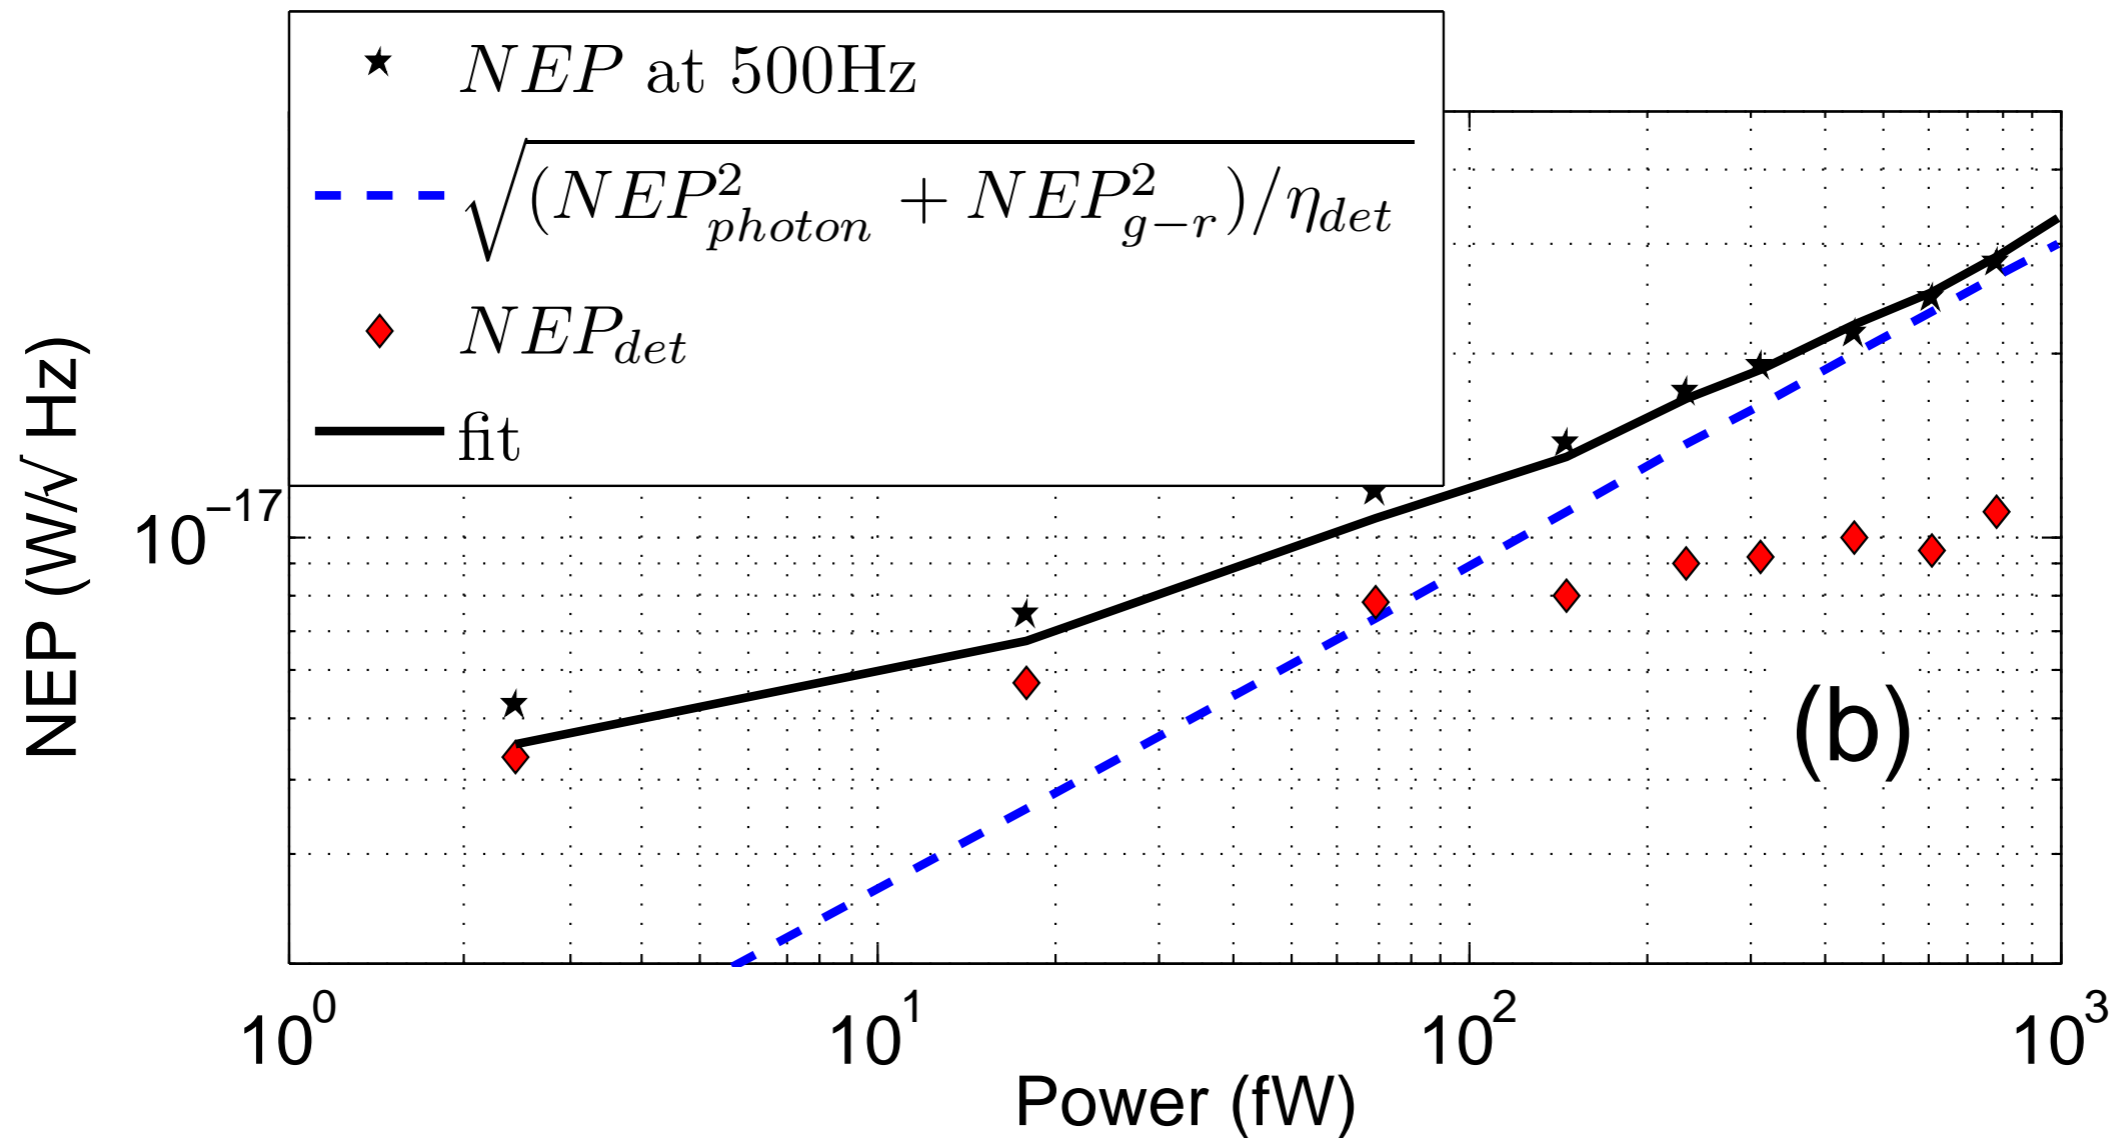 NEP at 500Hz
√(NEP²photon + NEP²g−r)/ηdet
NEPdet
fit
NEP (W/√ Hz)
10⁻¹⁷
(b)
10⁰ 10¹ 10² 10³
Power (fW)